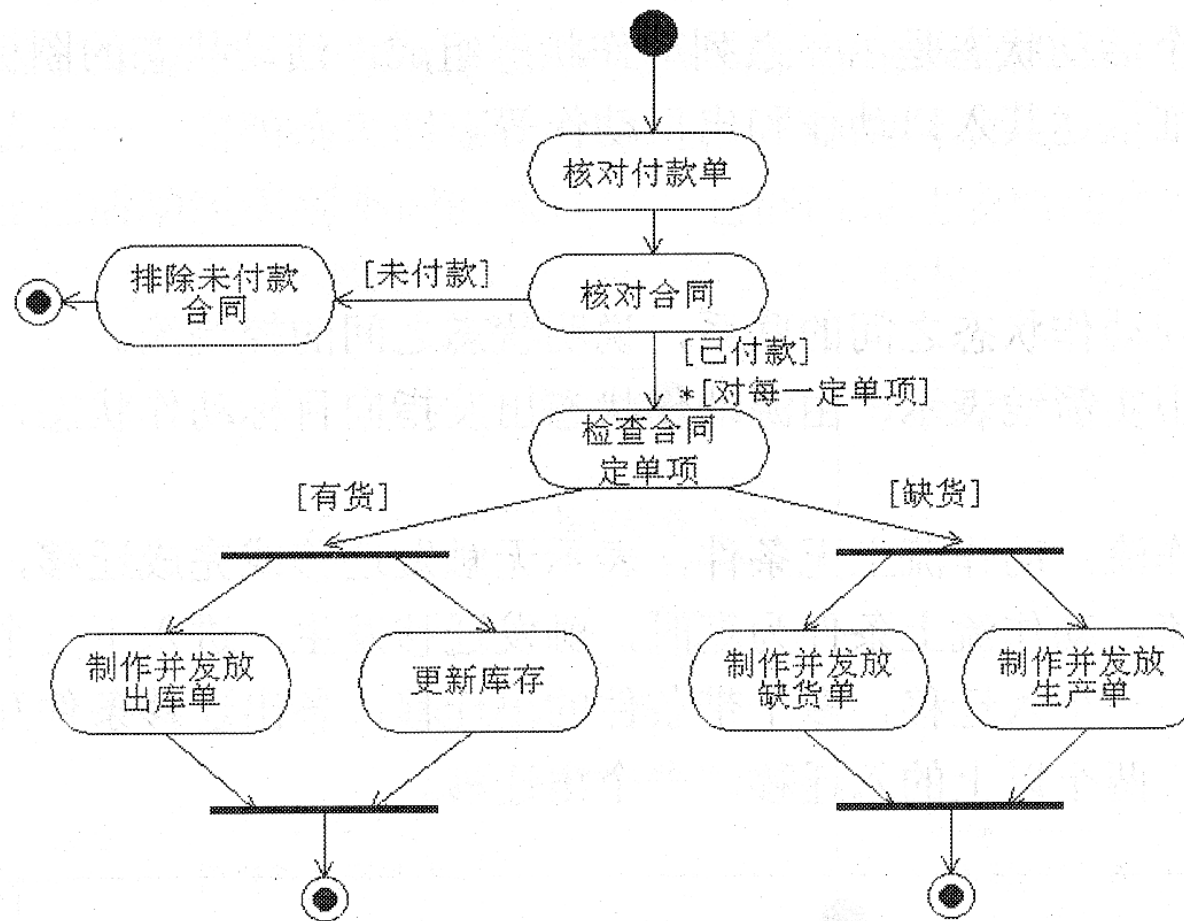 核对付款单
排除未付款
合同
[未付款]
核对合同
[已付款]
*[对每一定单项]
检查合同
定单项
[有货]
[缺货]
制作并发放
出库单
更新库存
制作并发放
缺货单
制作并发放
生产单